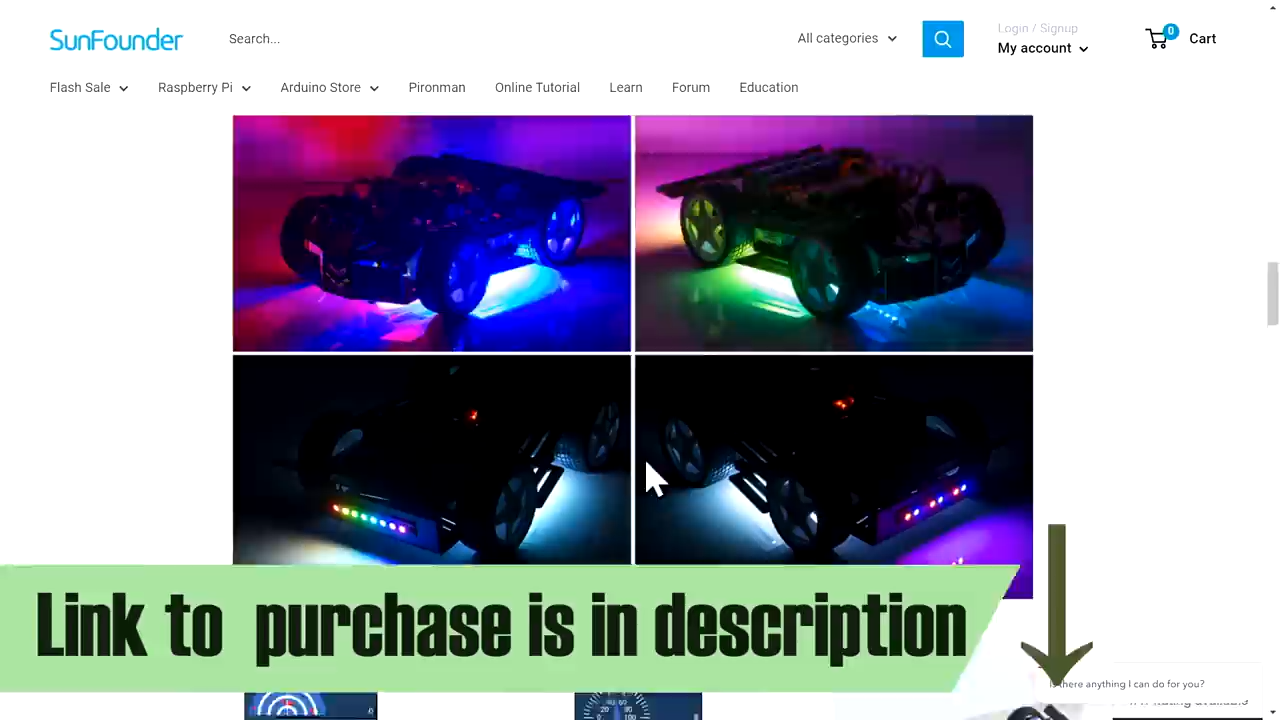 SunFounder
Search...
All categories
Login / Signup
My account
0
Cart
Flash Sale
Raspberry Pi
Arduino Store
Pironman
Online Tutorial
Learn
Forum
Education
Link to purchase is in description
Is there anything I can do for you?
available